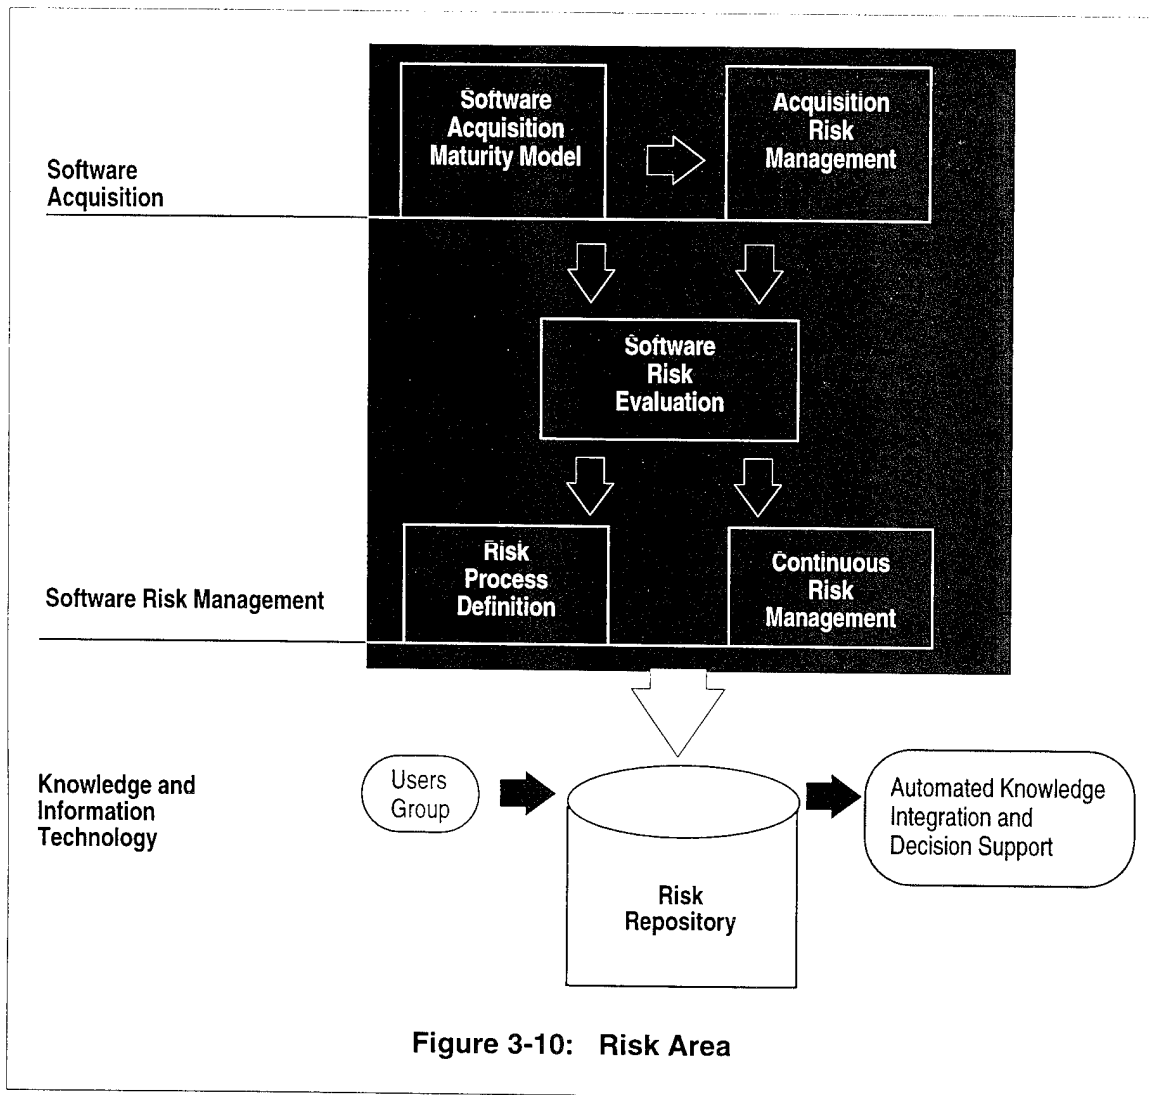 Software
Acquisition
Maturity Model
Acquisition
Risk
Management
Software
Acquisition
Software
Risk
Evaluation
Risk
Process
Definition
Continuous
Risk
Management
Software Risk Management
Knowledge and
Information
Technology
Users
Group
Automated Knowledge
Integration and
Decision Support
Risk
Repository
Figure 3-10: Risk Area